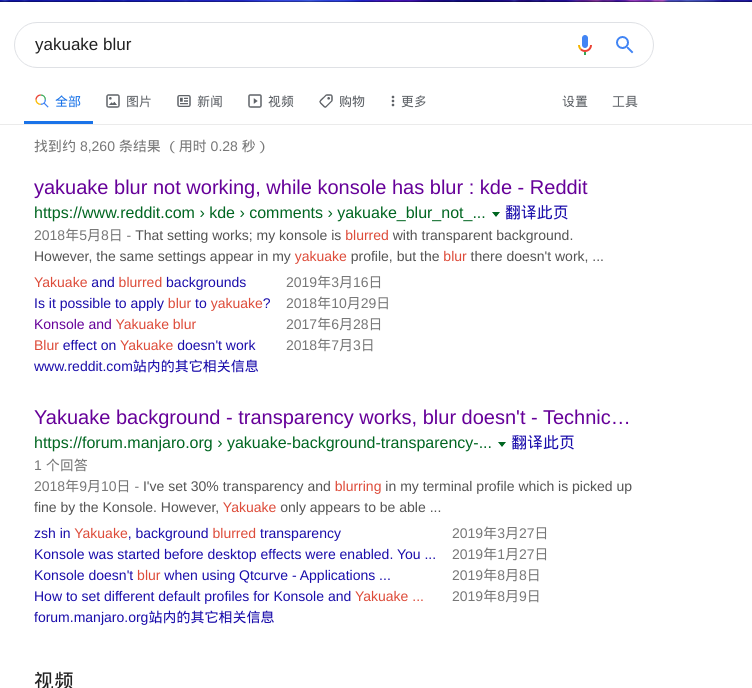 yakuake blur
全部 图片 新闻 视频 购物 更多 设置 工具
找到约 8,260 条结果 （用时 0.28 秒）
yakuake blur not working, while konsole has blur : kde - Reddit
https://www.reddit.com › kde › comments › yakuake_blur_not_... 翻译此页
2018年5月8日 - That setting works; my konsole is blurred with transparent background.
However, the same settings appear in my yakuake profile, but the blur there doesn't work, ...
Yakuake and blurred backgrounds 2019年3月16日
Is it possible to apply blur to yakuake? 2018年10月29日
Konsole and Yakuake blur 2017年6月28日
Blur effect on Yakuake doesn't work 2018年7月3日
www.reddit.com站内的其它相关信息
Yakuake background - transparency works, blur doesn't - Technic…
https://forum.manjaro.org › yakuake-background-transparency-... 翻译此页
1 个回答
2018年9月10日 - I've set 30% transparency and blurring in my terminal profile which is picked up
fine by the Konsole. However, Yakuake only appears to be able ...
zsh in Yakuake, background blurred transparency 2019年3月27日
Konsole was started before desktop effects were enabled. You ... 2019年1月27日
Konsole doesn't blur when using Qtcurve - Applications ... 2019年8月8日
How to set different default profiles for Konsole and Yakuake ... 2019年8月9日
forum.manjaro.org站内的其它相关信息
视频